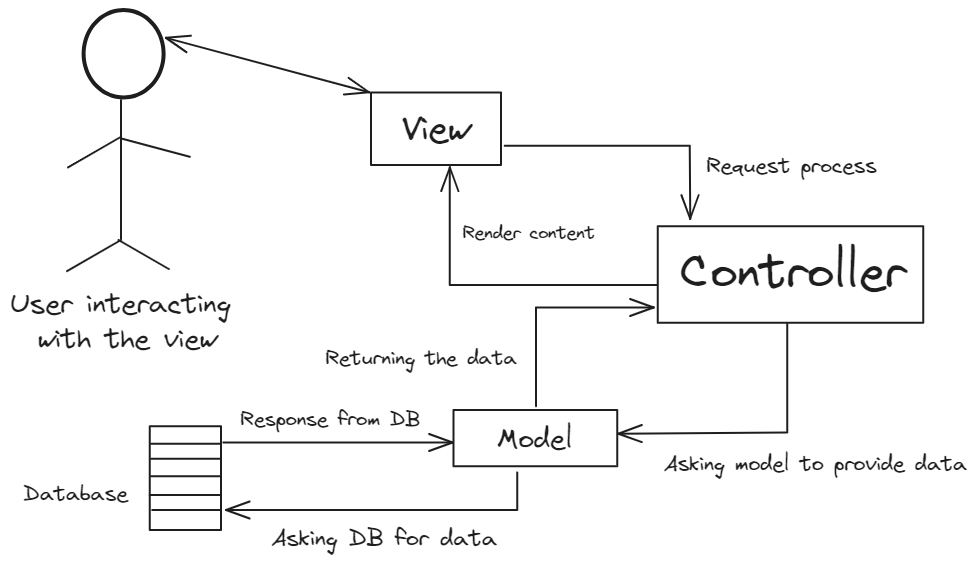 View
Request process
Render content
Controller
User interacting
with the view
Returning the data
Response from DB
Model
Asking model to provide data
Database
Asking DB for data